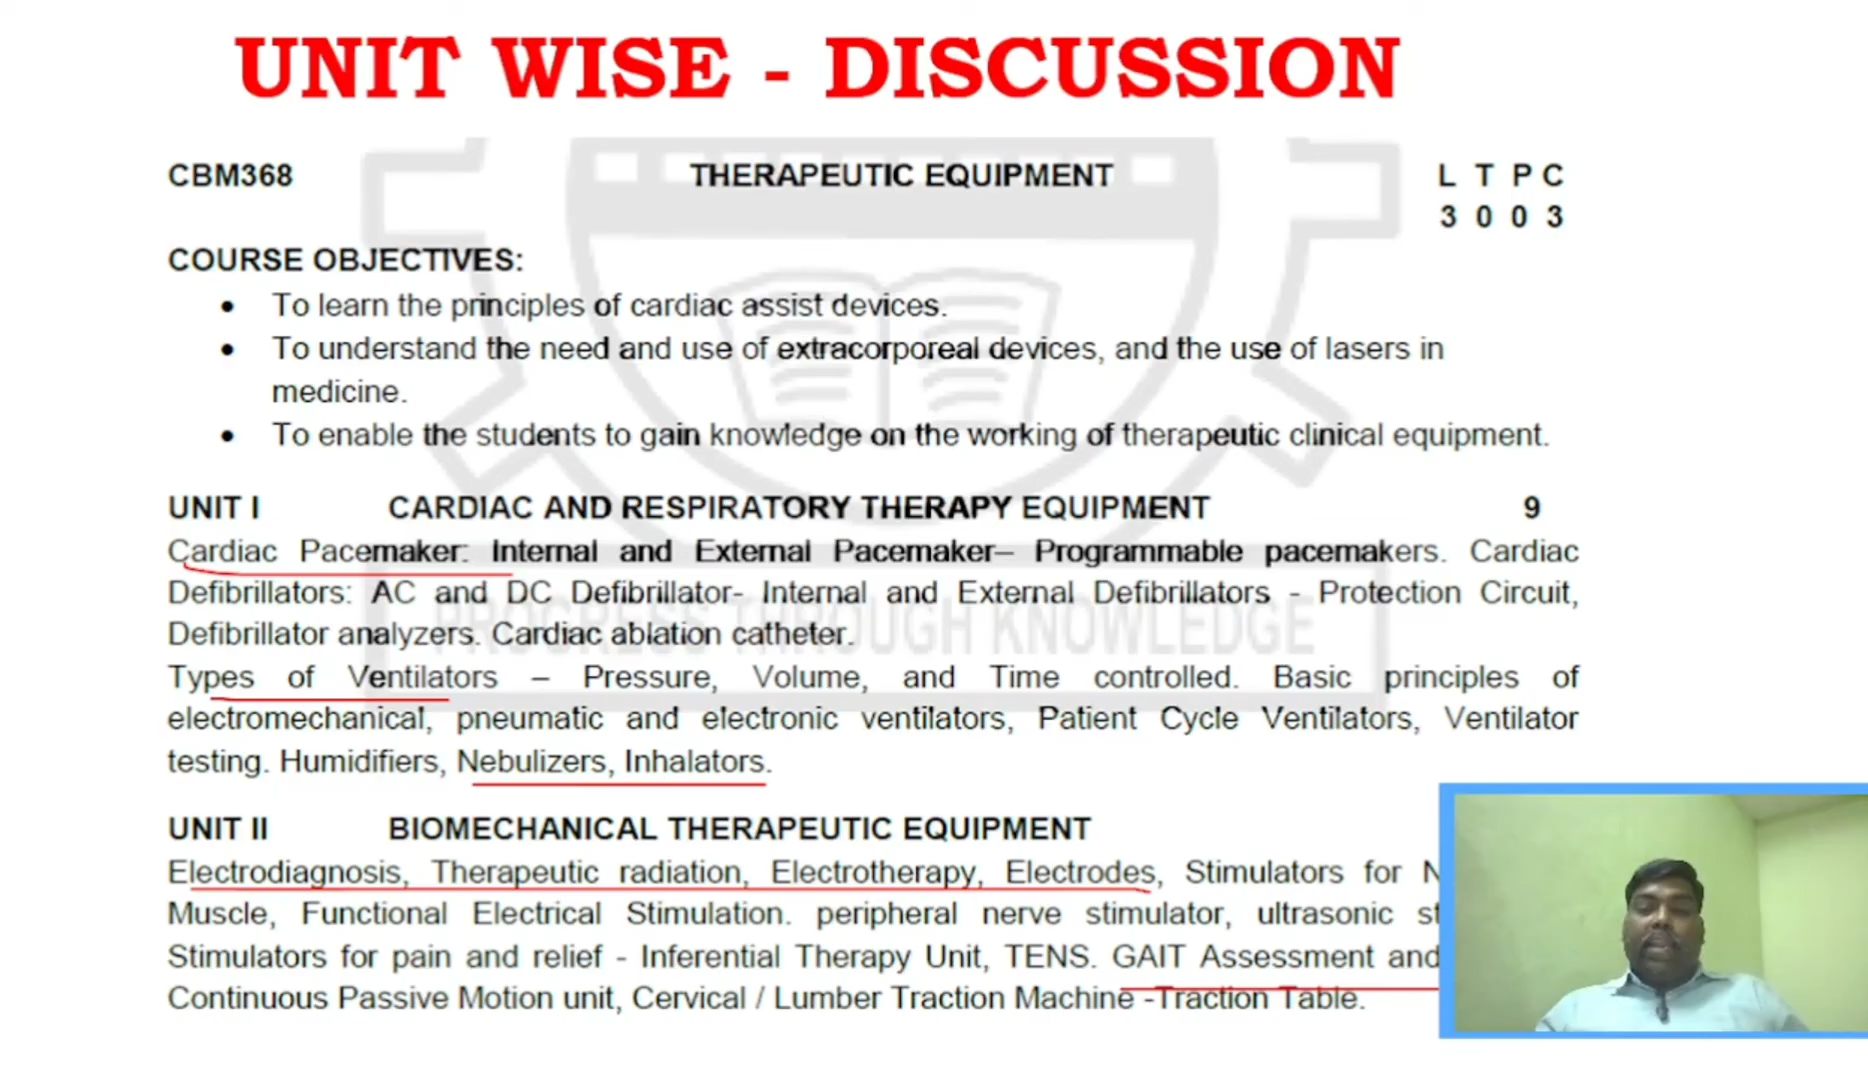 UNIT WISE - DISCUSSION
CBM368 THERAPEUTIC EQUIPMENT L T P C
3 0 0 3
COURSE OBJECTIVES:
• To learn the principles of cardiac assist devices.
• To understand the need and use of extracorporeal devices, and the use of lasers in
medicine.
• To enable the students to gain knowledge on the working of therapeutic clinical equipment.
UNIT I CARDIAC AND RESPIRATORY THERAPY EQUIPMENT 9
Cardiac Pacemaker: Internal and External Pacemaker– Programmable pacemakers. Cardiac
Defibrillators: AC and DC Defibrillator- Internal and External Defibrillators - Protection Circuit,
Defibrillator analyzers. Cardiac ablation catheter.
PROGRESS THROUGH KNOWLEDGE
Types of Ventilators – Pressure, Volume, and Time controlled. Basic principles of
electromechanical, pneumatic and electronic ventilators, Patient Cycle Ventilators, Ventilator
testing. Humidifiers, Nebulizers, Inhalators.
UNIT II BIOMECHANICAL THERAPEUTIC EQUIPMENT
Electrodiagnosis, Therapeutic radiation, Electrotherapy, Electrodes, Stimulators for
Muscle, Functional Electrical Stimulation. peripheral nerve stimulator, ultrasonic
Stimulators for pain and relief - Inferential Therapy Unit, TENS. GAIT Assessment and
Continuous Passive Motion unit, Cervical / Lumber Traction Machine -Traction Table.